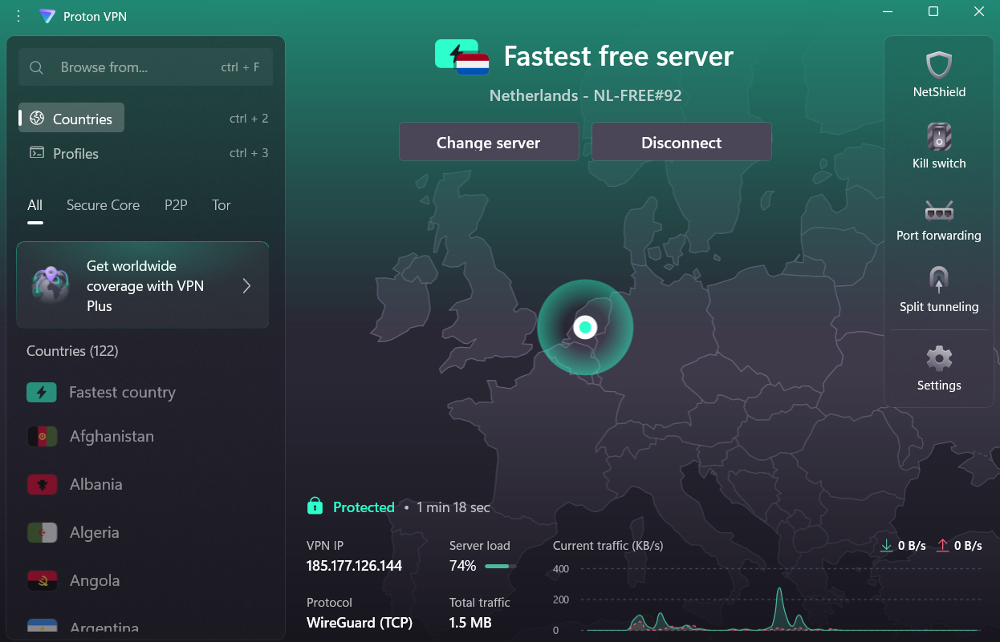 Proton VPN
Browse from...
ctrl + F
Countries
ctrl + 2
Profiles
ctrl + 3
All
Secure Core
P2P
Tor
Get worldwide
coverage with VPN
Plus
Countries (122)
Fastest country
Afghanistan
Albania
Algeria
Angola
Argentina
Fastest free server
Netherlands - NL-FREE#92
Change server
Disconnect
Protected • 1 min 18 sec
VPN IP
185.177.126.144
Server load
74%
Protocol
WireGuard (TCP)
Total traffic
1.5 MB
Current traffic (KB/s)
0 B/s
0 B/s
400
200
0
NetShield
Kill switch
Port forwarding
Split tunneling
Settings